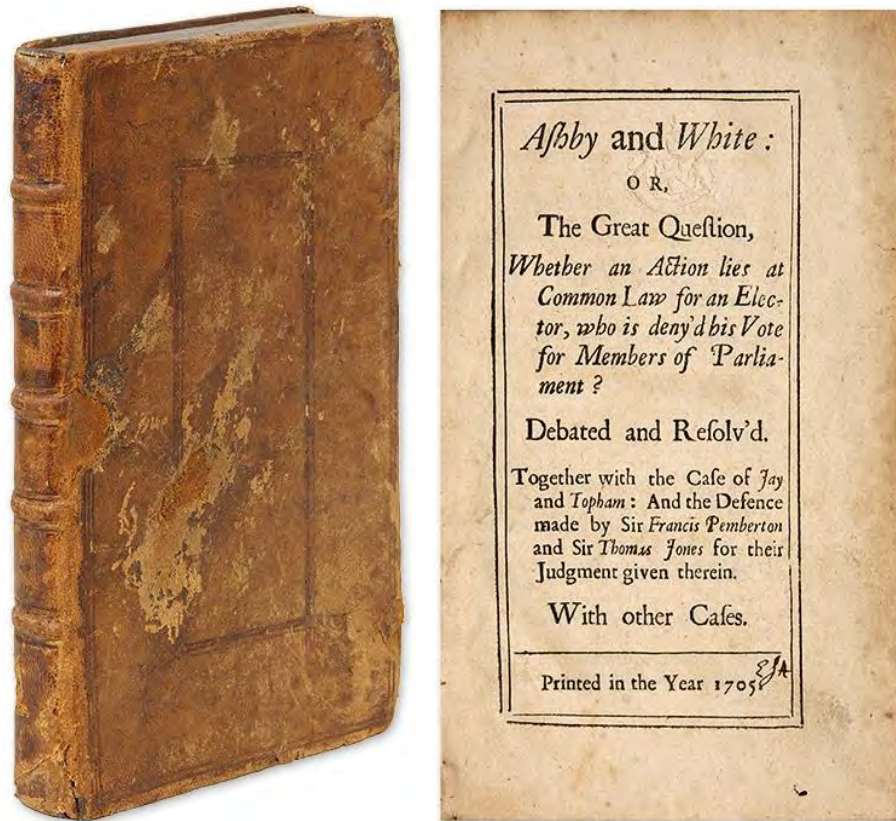 Aſhby and White :
O R,
The Great Queſtion,
Whether an Action lies at
Common Law for an Elec-
tor, who is deny'd his Vote
for Members of Parlia-
ment ?
Debated and Reſolv'd.
Together with the Caſe of Jay
and Topham : And the Defence
made by Sir Francis Pemberton
and Sir Thomas Jones for their
Judgment given therein.
With other Caſes.
Printed in the Year 1705.